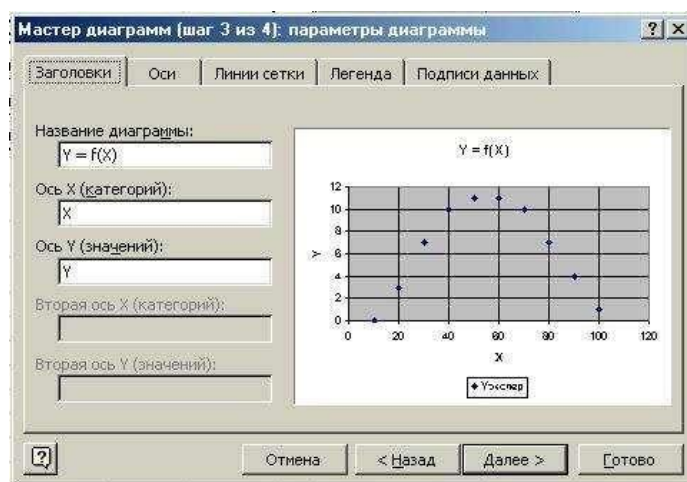 Мастер диаграмм (шаг 3 из 4): параметры диаграммы
Заголовки Оси Линии сетки Легенда Подписи данных
Название диаграммы:
Y = f(X)
Ось X (категорий):
X
Ось Y (значений):
Y
Вторая ось X (категорий):
Вторая ось Y (значений):
Y = f(X)
12
10
8
6
4
2
0
Y
0 20 40 60 80 100 120
X
Yэкспер
Отмена < Назад Далее > Готово